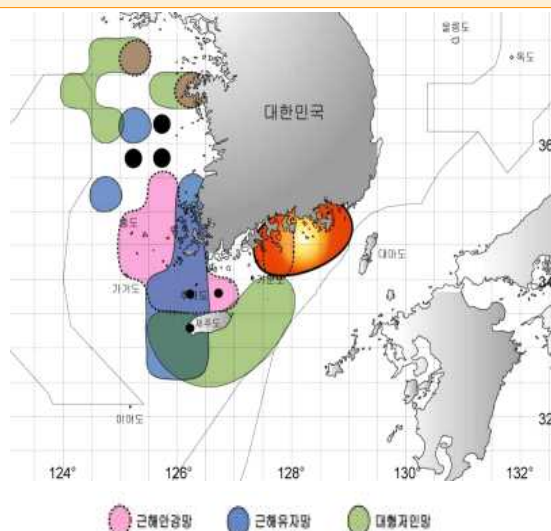 울릉도
독도
대한민국
36
대마도
34
가거도
제주도
이어도
32
124°
126°
128°
130°
132°
근해안강망
근해유자망
대형저인망